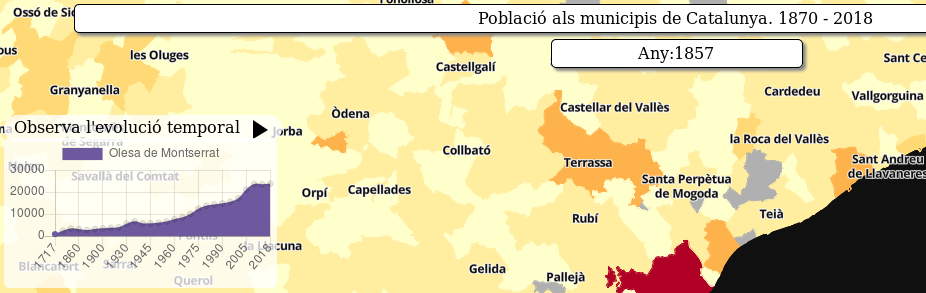 Ossó de Sió
Població als municipis de Catalunya. 1870 - 2018
les Oluges
Any:1857
Castellgalí
Sant Ce
Granyanella
Cardedeu
Vallgorguina
Castellar del Vallès
Òdena
Observa l'evolució temporal
de Segarra
Jorba
la Roca del Vallès
Olesa de Montserrat
Collbató
Terrassa
Sant Andreu
de Llavaneres
Savallà del Comtat
Santa Perpètua
de Mogoda
Orpí
Capellades
30000
20000
10000
0
Rubí
Teià
Pontils
la Llacuna
1717
1860
1900
1930
1945
1960
1975
1990
2005
2018
Blancafort
Sarral
Querol
Gelida
Pallejà